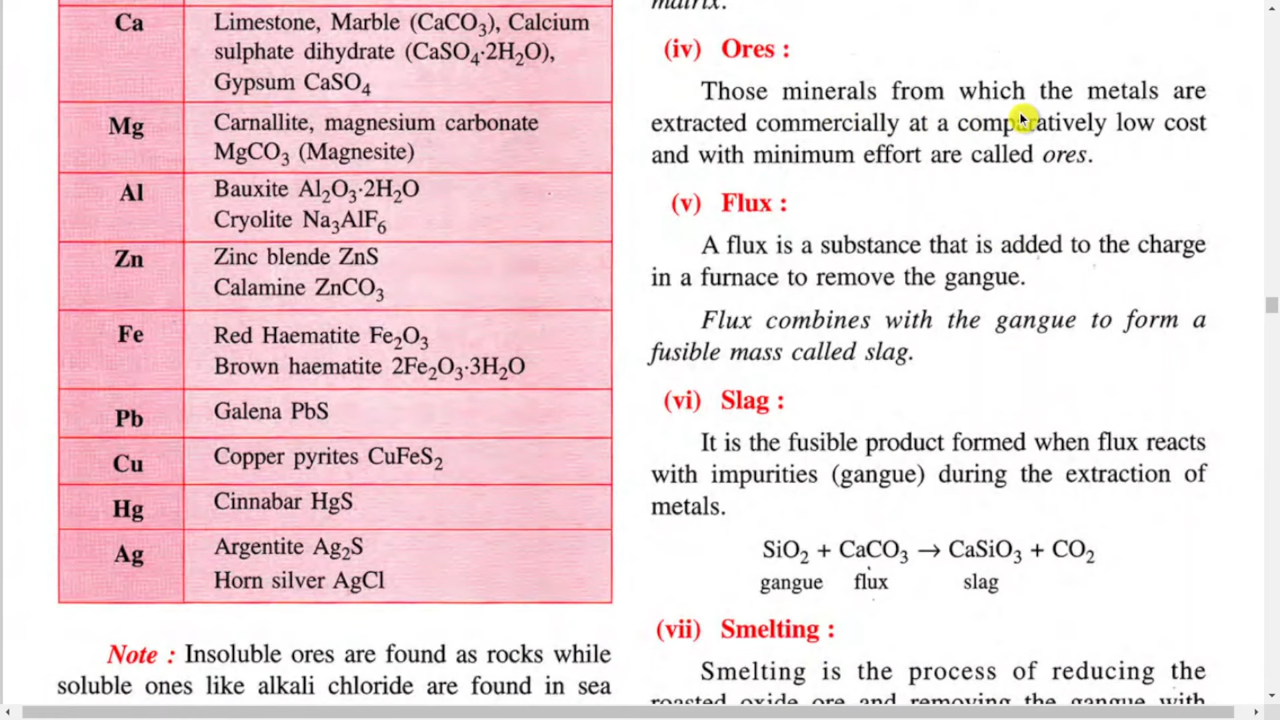 Ca
Limestone, Marble (CaCO₃), Calcium
sulphate dihydrate (CaSO₄·2H₂O),
Gypsum CaSO₄
Mg
Carnallite, magnesium carbonate
MgCO₃ (Magnesite)
Al
Bauxite Al₂O₃·2H₂O
Cryolite Na₃AlF₆
Zn
Zinc blende ZnS
Calamine ZnCO₃
Fe
Red Haematite Fe₂O₃
Brown haematite 2Fe₂O₃·3H₂O
Pb
Galena PbS
Cu
Copper pyrites CuFeS₂
Hg
Cinnabar HgS
Ag
Argentite Ag₂S
Horn silver AgCl
Note : Insoluble ores are found as rocks while
soluble ones like alkali chloride are found in sea
matrix.
(iv) Ores :
Those minerals from which the metals are
extracted commercially at a comparatively low cost
and with minimum effort are called ores.
(v) Flux :
A flux is a substance that is added to the charge
in a furnace to remove the gangue.
Flux combines with the gangue to form a
fusible mass called slag.
(vi) Slag :
It is the fusible product formed when flux reacts
with impurities (gangue) during the extraction of
metals.
SiO₂ + CaCO₃ → CaSiO₃ + CO₂
gangue flux slag
(vii) Smelting :
Smelting is the process of reducing the
roasted oxide ore and removing the gangue with